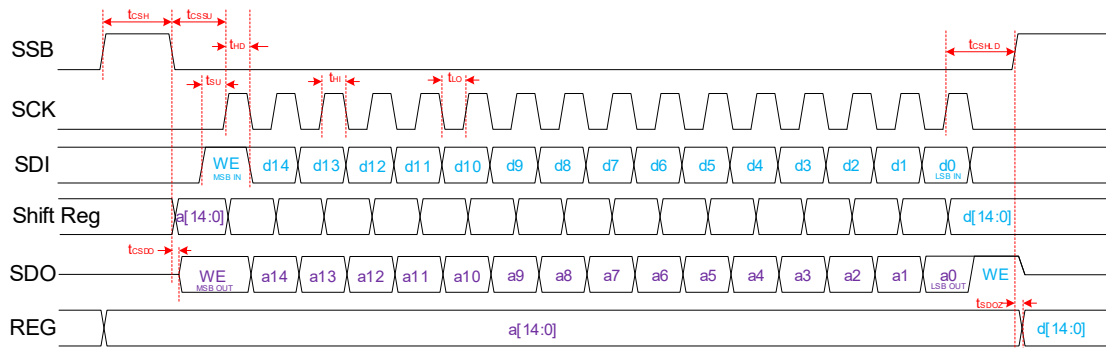 tCSH tCSSU
SSB tHD tCSHLD
tSU tHI tLO
SCK
SDI WE d14 d13 d12 d11 d10 d9 d8 d7 d6 d5 d4 d3 d2 d1 d0
MSB IN LSB IN
Shift Reg a[14:0] d[14:0]
tCSDO
SDO WE a14 a13 a12 a11 a10 a9 a8 a7 a6 a5 a4 a3 a2 a1 a0 WE
MSB OUT LSB OUT
tSDOZ
REG a[14:0] d[14:0]